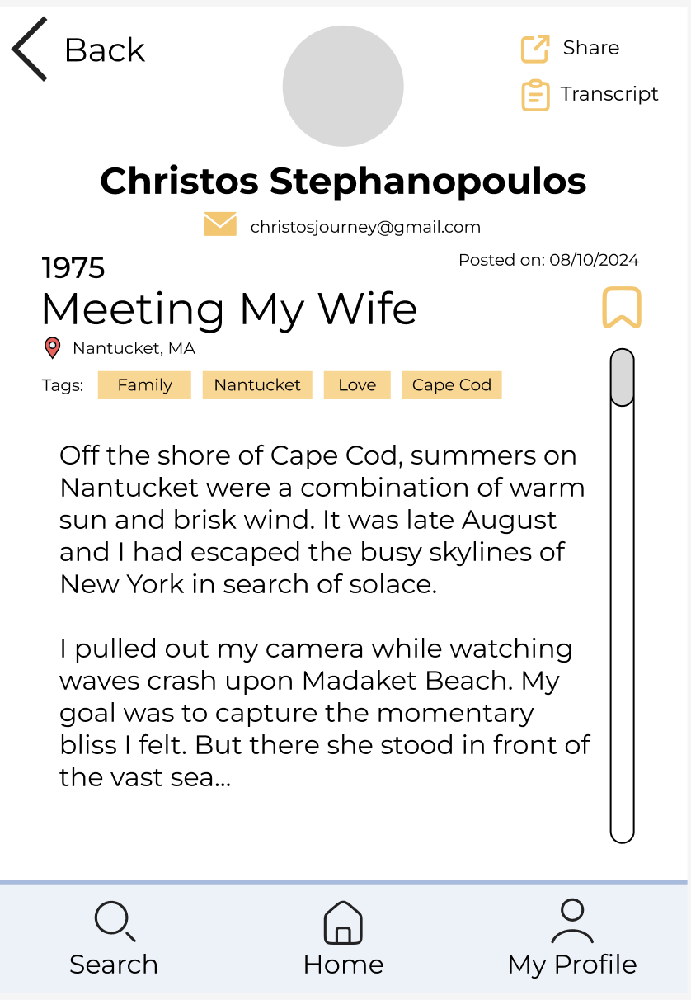 Back
Share
Transcript
Christos Stephanopoulos
christosjourney@gmail.com
Posted on: 08/10/2024
1975
Meeting My Wife
Nantucket, MA
Tags: Family Nantucket Love Cape Cod
Off the shore of Cape Cod, summers on
Nantucket were a combination of warm
sun and brisk wind. It was late August
and I had escaped the busy skylines of
New York in search of solace.
I pulled out my camera while watching
waves crash upon Madaket Beach. My
goal was to capture the momentary
bliss I felt. But there she stood in front of
the vast sea...
Search Home My Profile